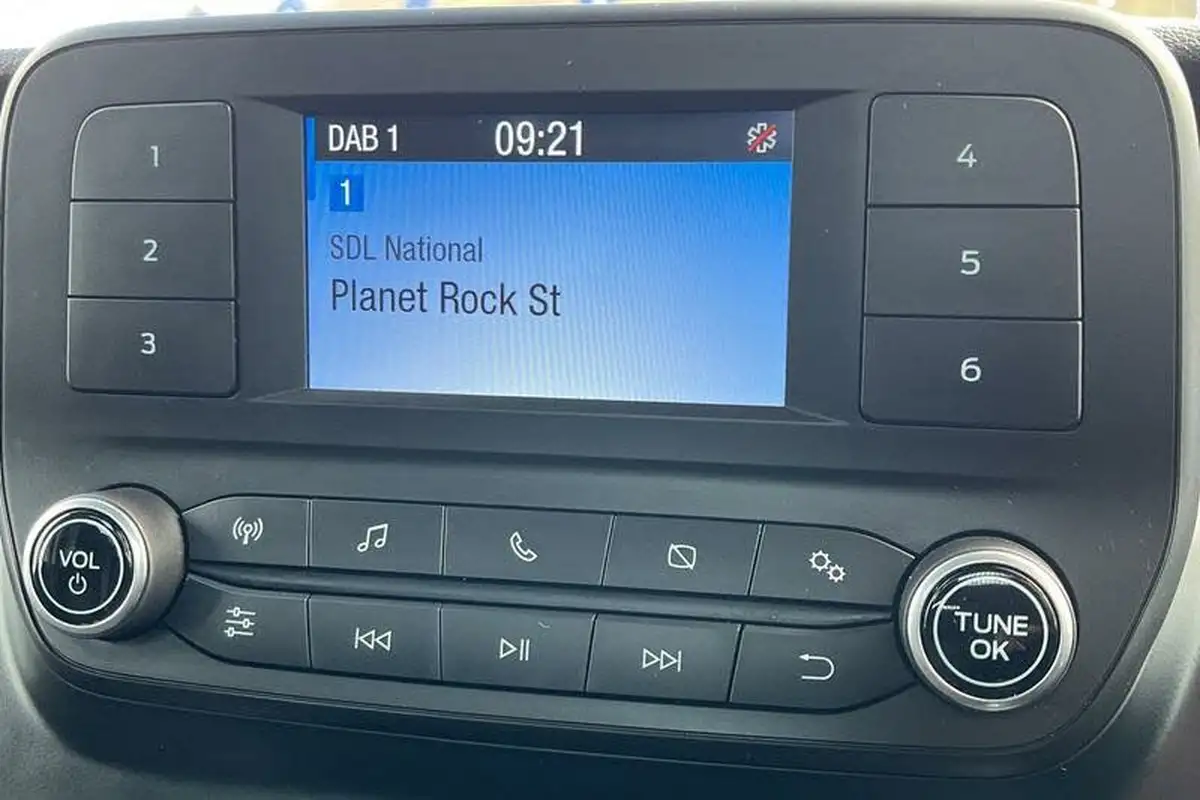 DAB 1 09:21
1
SDL National
Planet Rock St
1
2
3
4
5
6
VOL
TUNE
OK